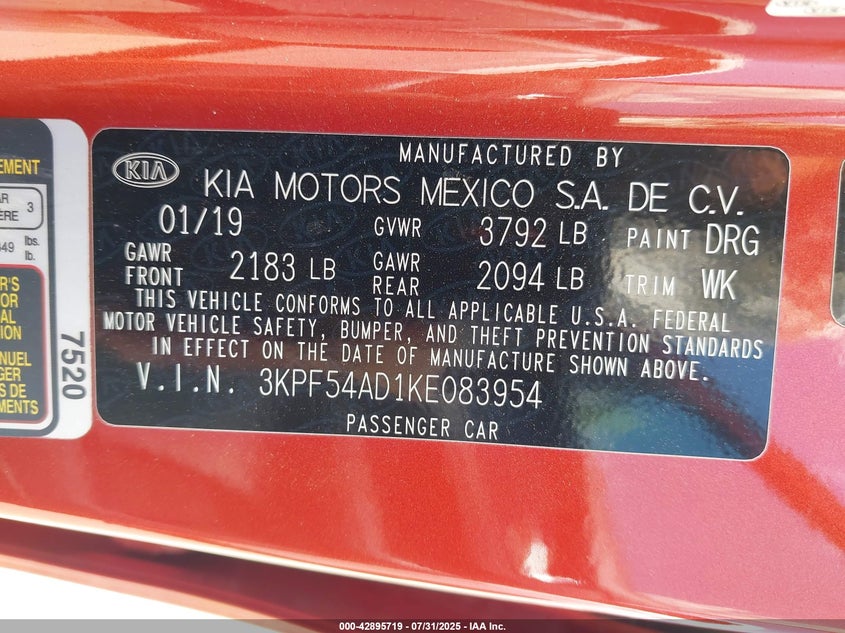 MANUFACTURED BY
KIA
KIA MOTORS MEXICO S.A. DE C.V.
01/19 GVWR 3792 LB PAINT DRG
GAWR FRONT 2183 LB GAWR REAR 2094 LB TRIM WK
THIS VEHICLE CONFORMS TO ALL APPLICABLE U.S.A. FEDERAL
MOTOR VEHICLE SAFETY, BUMPER, AND THEFT PREVENTION STANDARDS
IN EFFECT ON THE DATE OF MANUFACTURE SHOWN ABOVE.
V.I.N. 3KPF54AD1KE083954
PASSENGER CAR
7520
3
lbs.
lb.
000-42895719 - 07/31/2025 - IAA Inc.